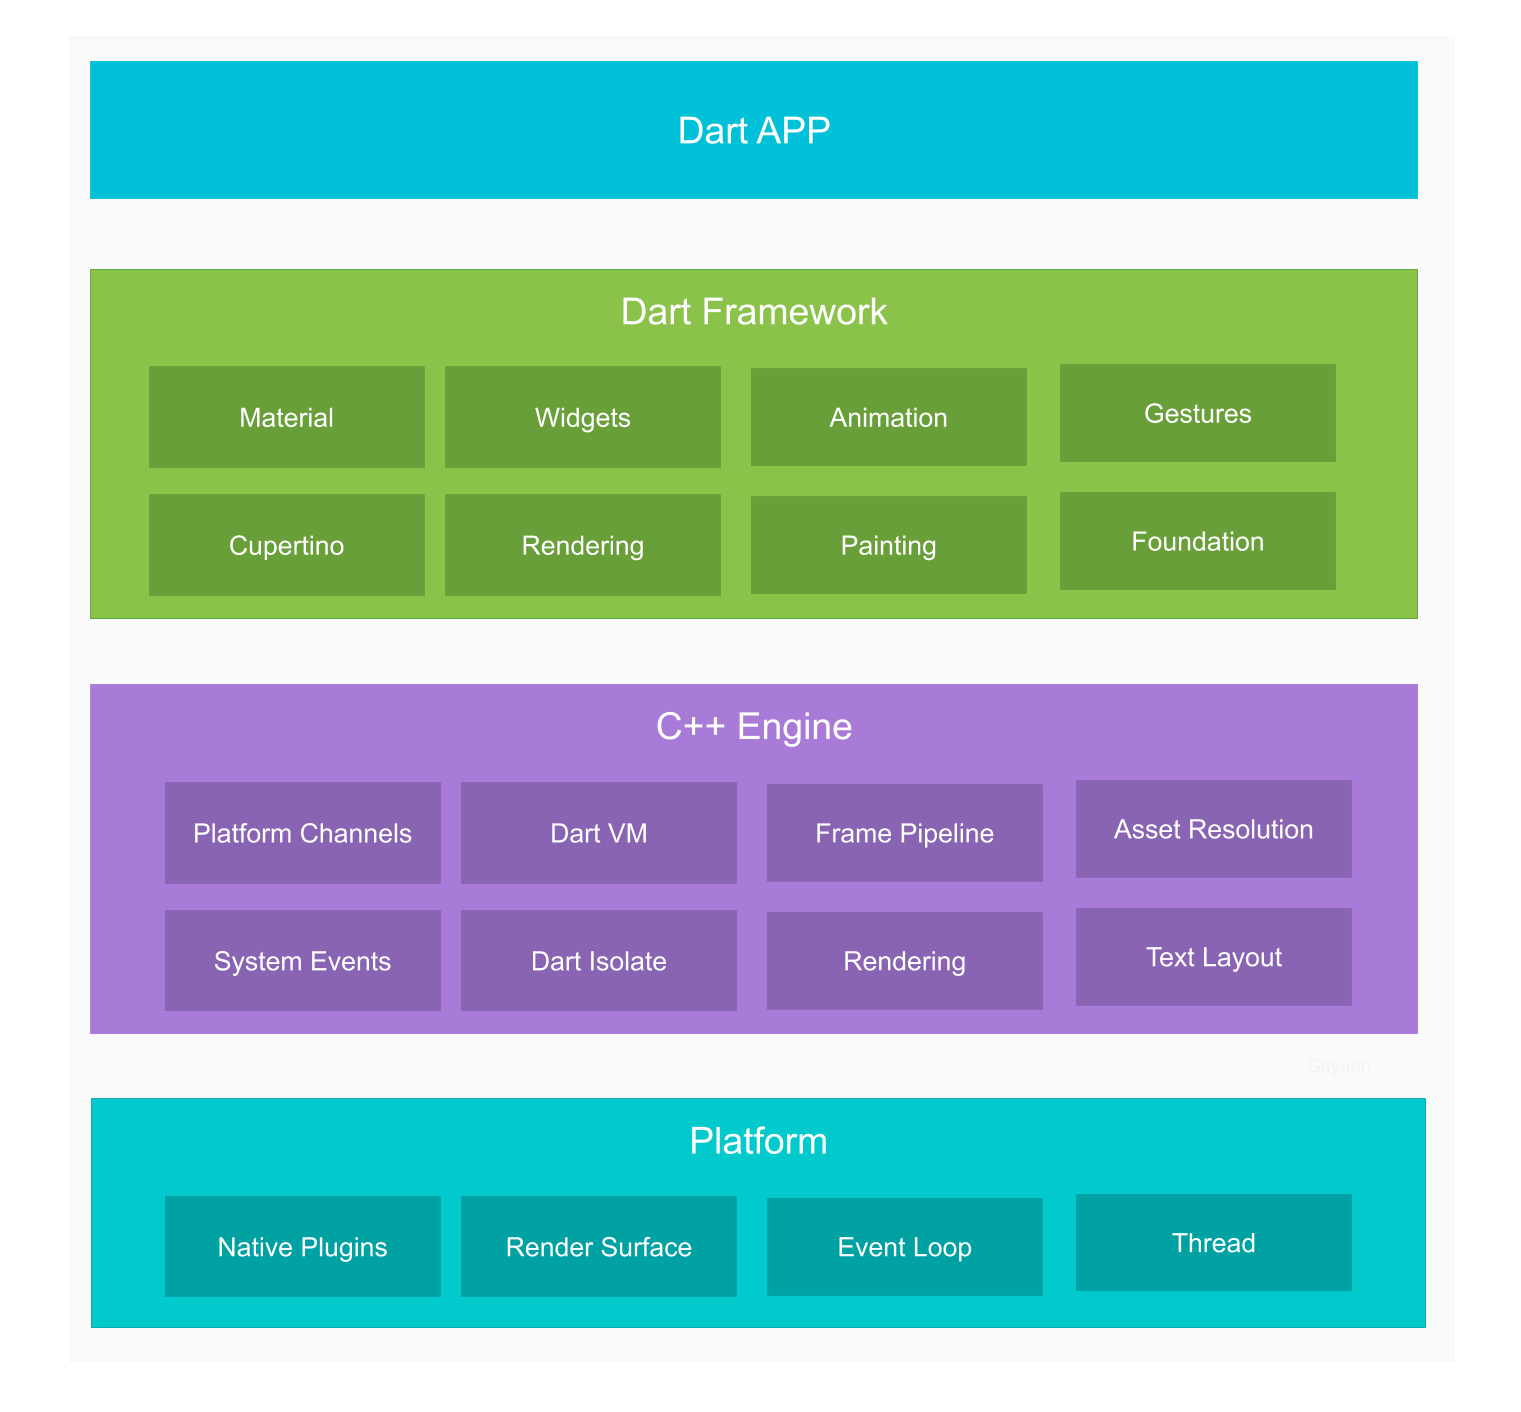 Dart APP
Dart Framework
Material
Widgets
Animation
Gestures
Cupertino
Rendering
Painting
Foundation
C++ Engine
Platform Channels
Dart VM
Frame Pipeline
Asset Resolution
System Events
Dart Isolate
Rendering
Text Layout
Gityuan
Platform
Native Plugins
Render Surface
Event Loop
Thread